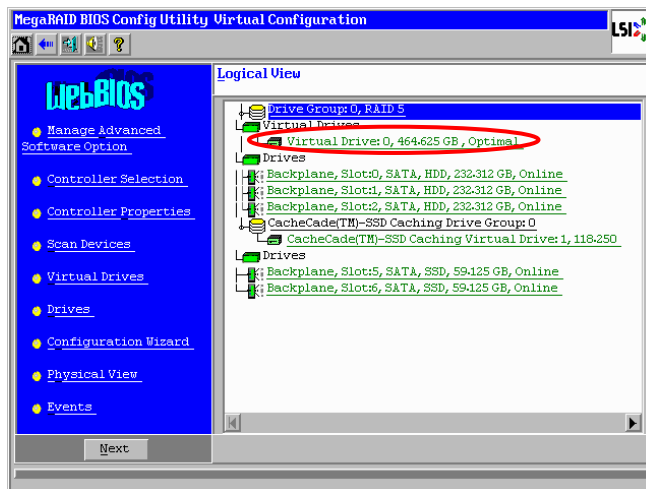 MegaRAID BIOS Config Utility Virtual Configuration
LSI
WebBIOS
Manage Advanced
Software Option
Controller Selection
Controller Properties
Scan Devices
Virtual Drives
Drives
Configuration Wizard
Physical View
Events
Next
Logical View
Drive Group: 0, RAID 5
Virtual Drives
Virtual Drive: 0, 464.625 GB , Optimal
Drives
Backplane, Slot:0, SATA, HDD, 232.312 GB, Online
Backplane, Slot:1, SATA, HDD, 232.312 GB, Online
Backplane, Slot:2, SATA, HDD, 232.312 GB, Online
CacheCade(TM)-SSD Caching Drive Group: 0
CacheCade(TM)-SSD Caching Virtual Drive: 1, 118.250
Drives
Backplane, Slot:5, SATA, SSD, 59.125 GB, Online
Backplane, Slot:6, SATA, SSD, 59.125 GB, Online